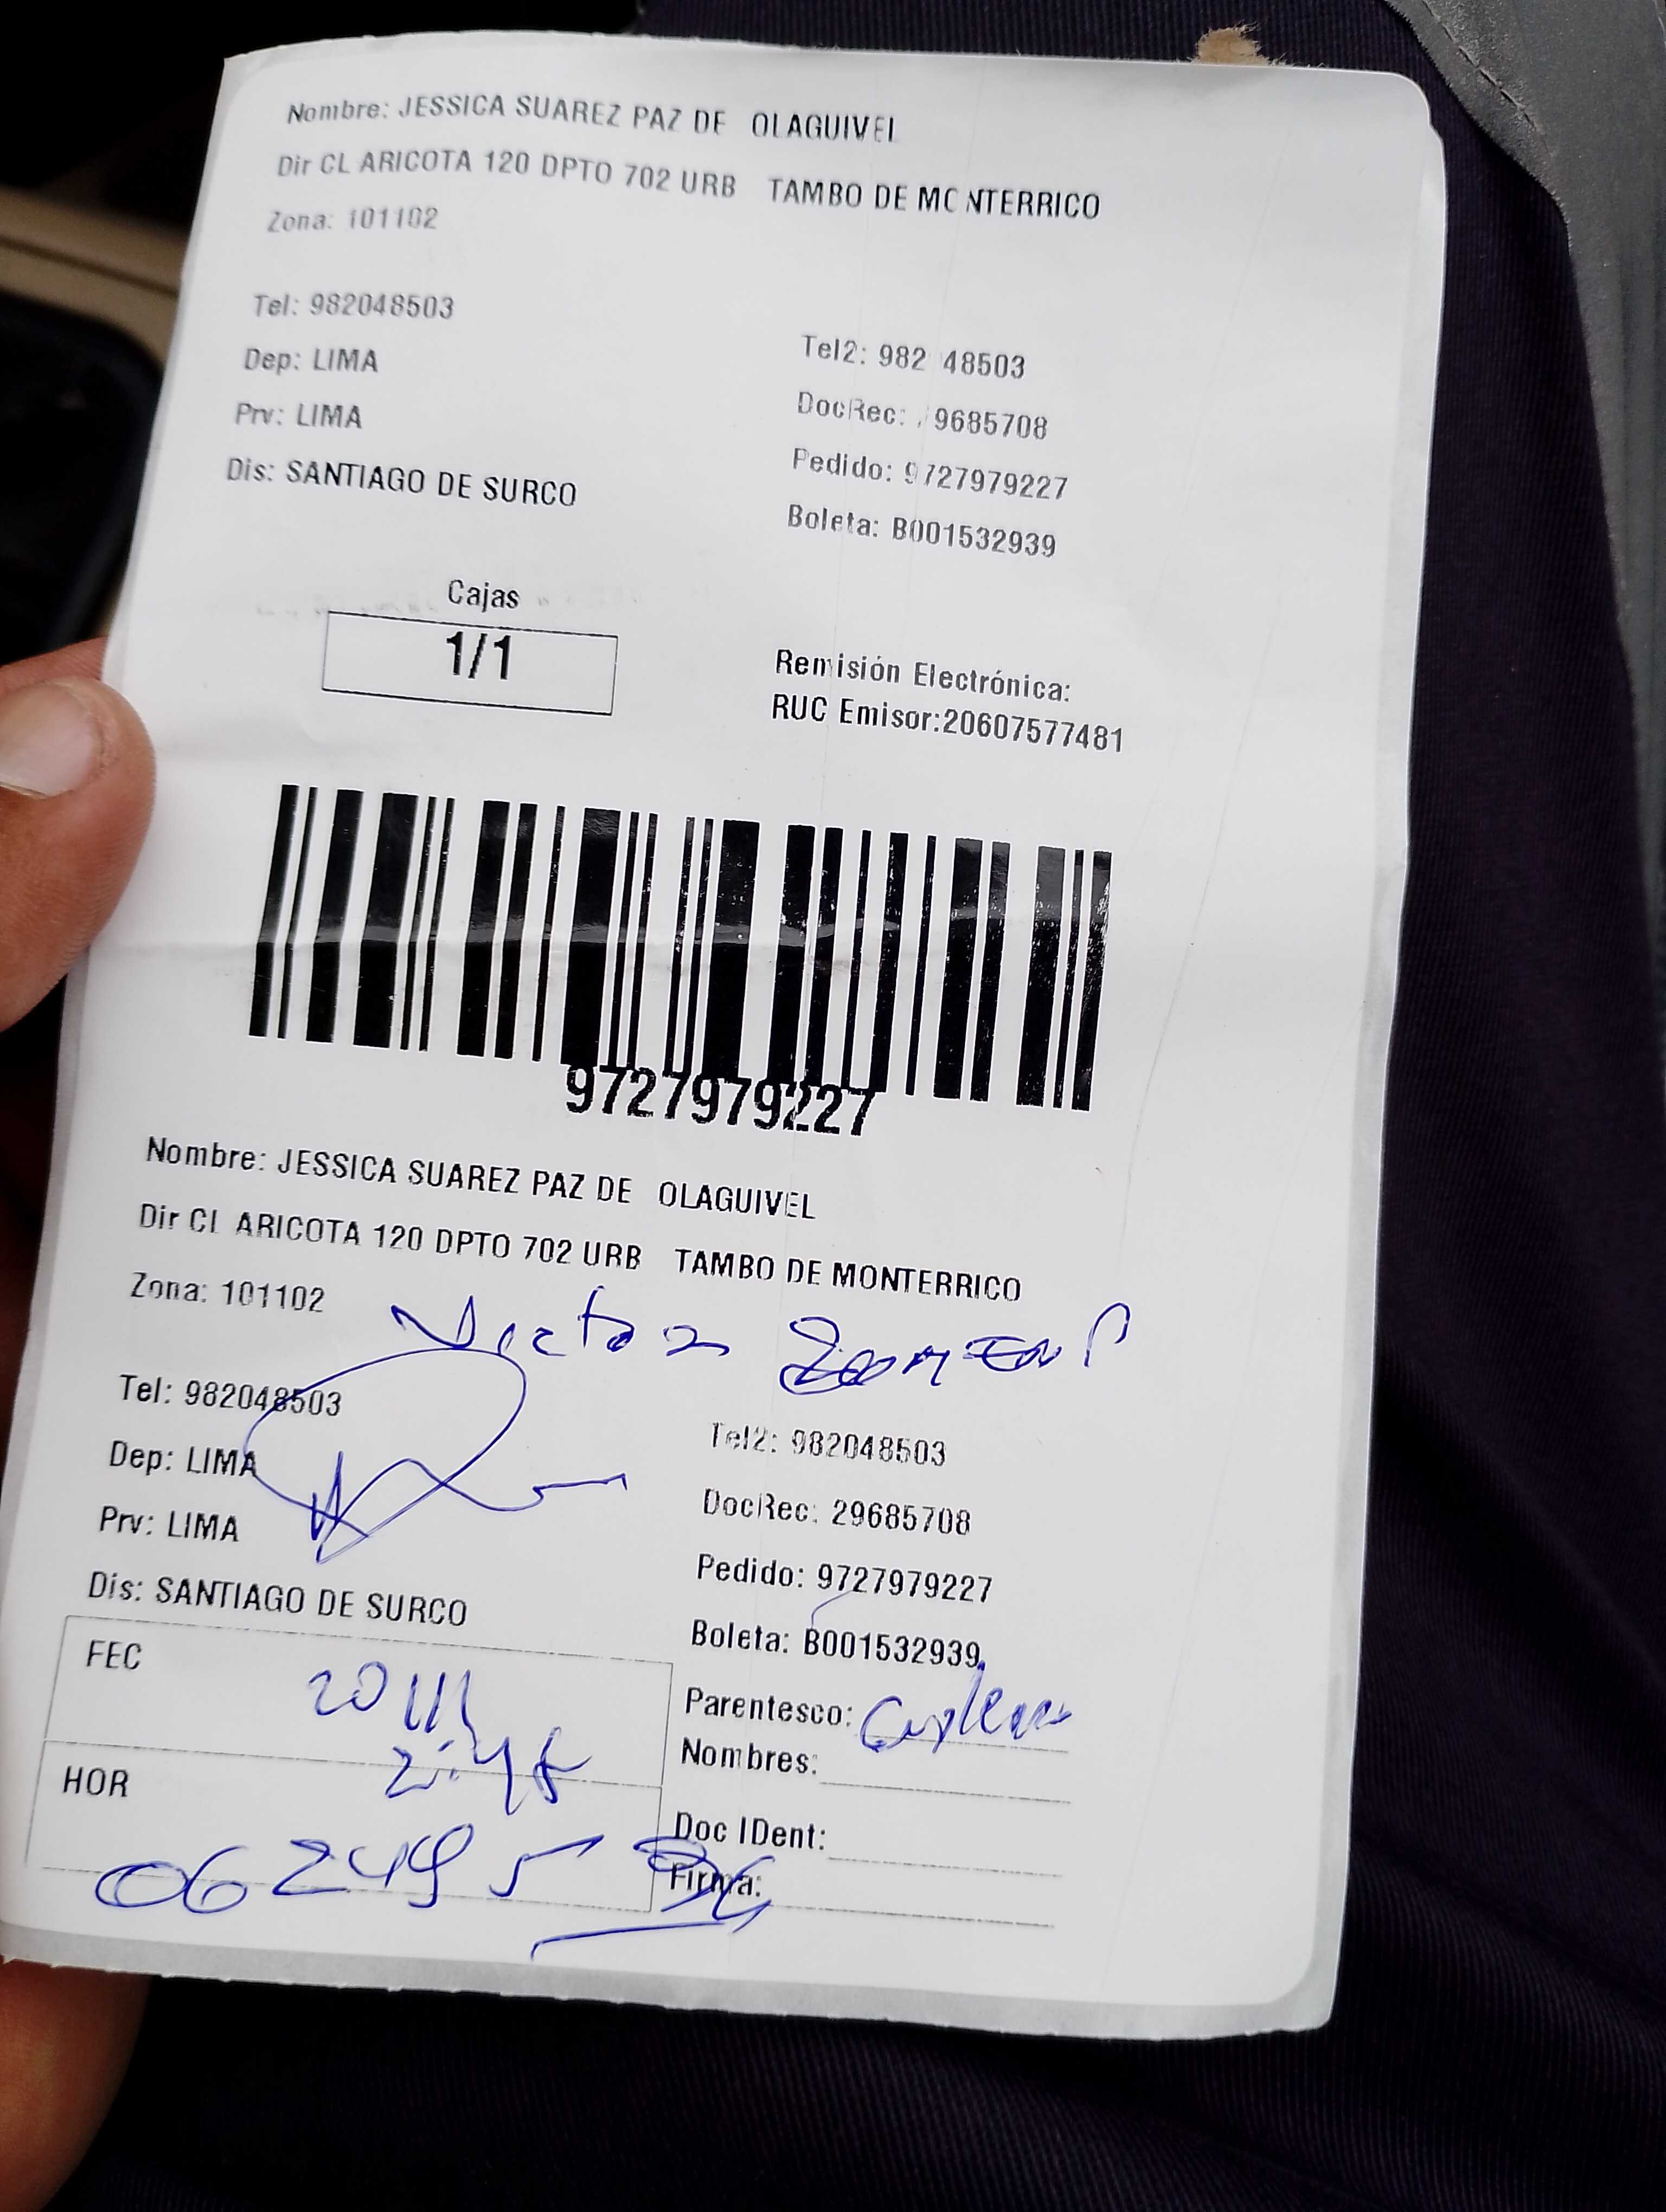 Nombre: JESSICA SUAREZ PAZ DE OLAGUIVEL
Dir CL ARICOTA 120 DPTO 702 URB TAMBO DE MONTERRICO
Zona: 101102
Tel: 982048503
Tel2: 982 48503
Dep: LIMA
DocRec: 9685708
Prv: LIMA
Pedido: 9727979227
Dis: SANTIAGO DE SURCO
Boleta: B001532939
Cajas
1/1
Remisión Electrónica:
RUC Emisor:20607577481
9727979227
Nombre: JESSICA SUAREZ PAZ DE OLAGUIVEL
Dir CL ARICOTA 120 DPTO 702 URB TAMBO DE MONTERRICO
Zona: 101102
Victor
Tel: 982048503
Tel2: 982048503
Dep: LIMA
DocRec: 29685708
Prv: LIMA
Pedido: 9727979227
Dis: SANTIAGO DE SURCO
Boleta: B001532939
FEC
Parentesco:
Nombres:
HOR
Doc IDent:
Firma: